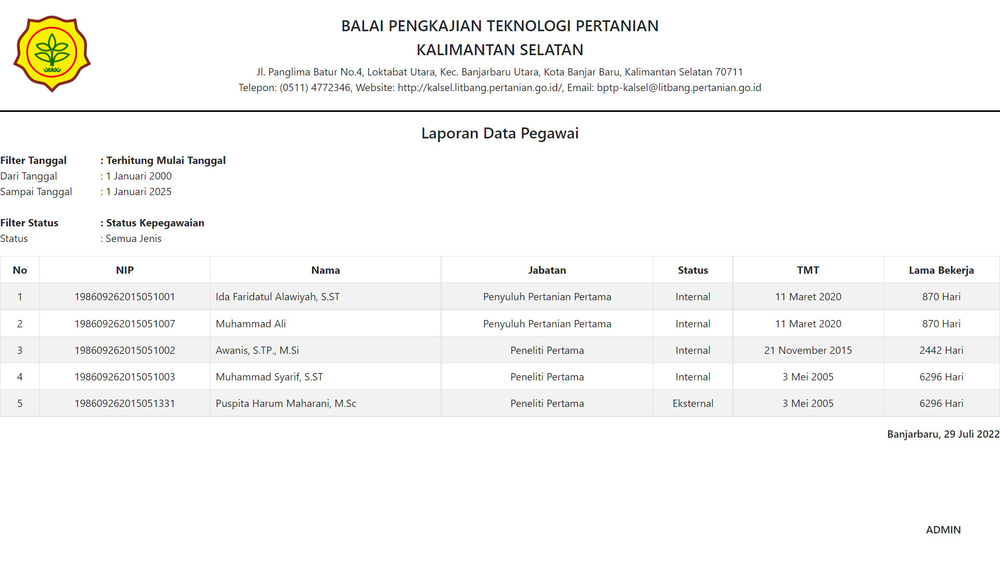 BALAI PENGKAJIAN TEKNOLOGI PERTANIAN
KALIMANTAN SELATAN
Jl. Panglima Batur No.4, Loktabat Utara, Kec. Banjarbaru Utara, Kota Banjar Baru, Kalimantan Selatan 70711
Telepon: (0511) 4772346, Website: http://kalsel.litbang.pertanian.go.id/, Email: bptp-kalsel@litbang.pertanian.go.id
Laporan Data Pegawai
Filter Tanggal : Terhitung Mulai Tanggal
Dari Tanggal : 1 Januari 2000
Sampai Tanggal : 1 Januari 2025
Filter Status : Status Kepegawaian
Status : Semua Jenis
No NIP Nama Jabatan Status TMT Lama Bekerja
1 198609262015051001 Ida Faridatul Alawiyah, S.ST Penyuluh Pertanian Pertama Internal 11 Maret 2020 870 Hari
2 198609262015051007 Muhammad Ali Penyuluh Pertanian Pertama Internal 11 Maret 2020 870 Hari
3 198609262015051002 Awanis, S.TP., M.Si Peneliti Pertama Internal 21 November 2015 2442 Hari
4 198609262015051003 Muhammad Syarif, S.ST Peneliti Pertama Internal 3 Mei 2005 6296 Hari
5 198609262015051331 Puspita Harum Maharani, M.Sc Peneliti Pertama Eksternal 3 Mei 2005 6296 Hari
Banjarbaru, 29 Juli 2022
ADMIN